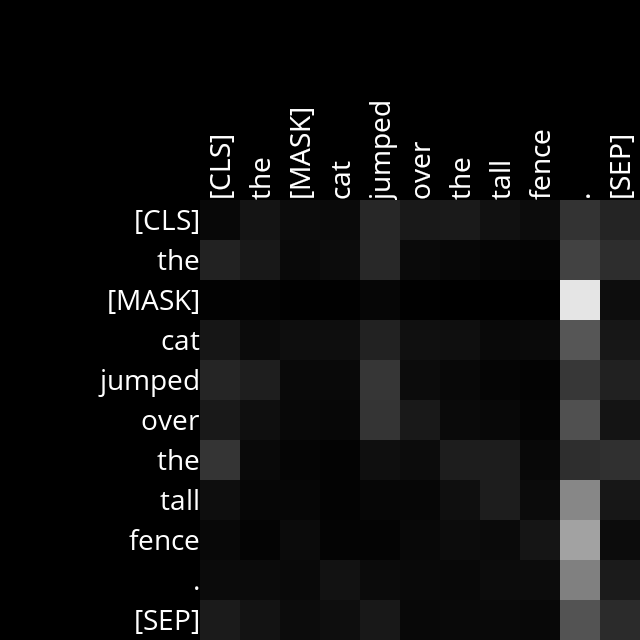 [CLS] the [MASK] cat jumped over the tall fence . [SEP]
[CLS]
the
[MASK]
cat
jumped
over
the
tall
fence
.
[SEP]